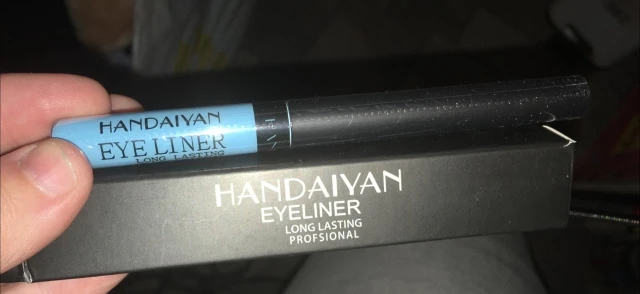 HANDAIYAN
EYE LINER
LONG LASTING
HANDAIYAN
EYELINER
LONG LASTING
PROFSIONAL